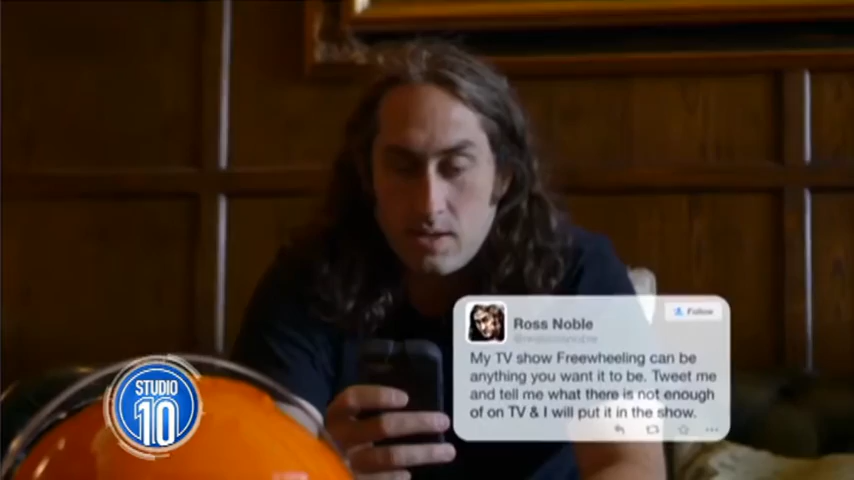 STUDIO
10
Ross Noble
Follow
My TV show Freewheeling can be
anything you want it to be. Tweet me
and tell me what there is not enough
of on TV & I will put it in the show.